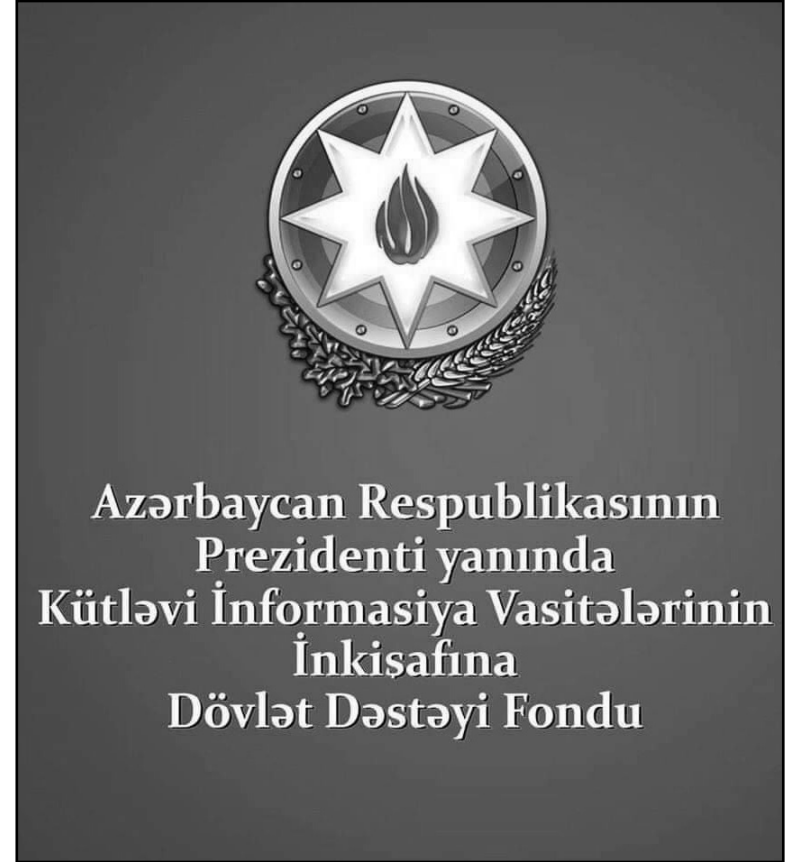 Azərbaycan Respublikasının
Prezidenti yanında
Kütləvi İnformasiya Vasitələrinin
İnkişafına
Dövlət Dəstəyi Fondu